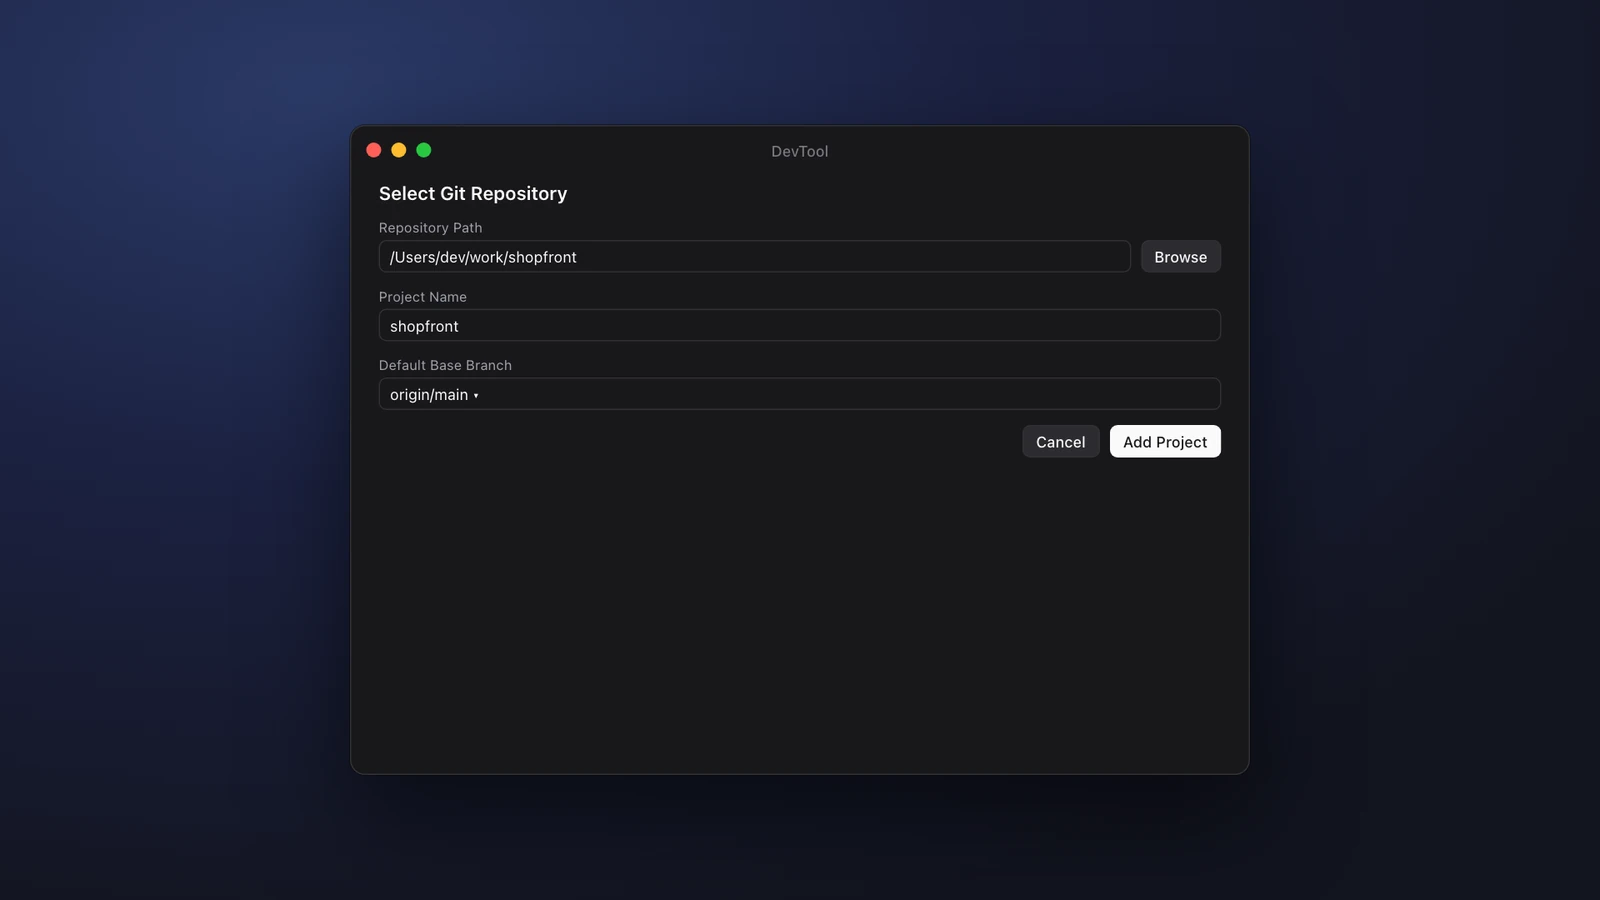 DevTool
Select Git Repository
Repository Path
/Users/dev/work/shopfront
Browse
Project Name
shopfront
Default Base Branch
origin/main ▾
Cancel
Add Project